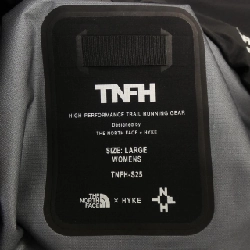 TNFH
HIGH PERFORMANCE TRAIL RUNNING GEAR
Designed by
THE NORTH FACE × HYKE
SIZE: LARGE
WOMENS
TNFH-S25
THE NORTH FACE × HYKE
N H